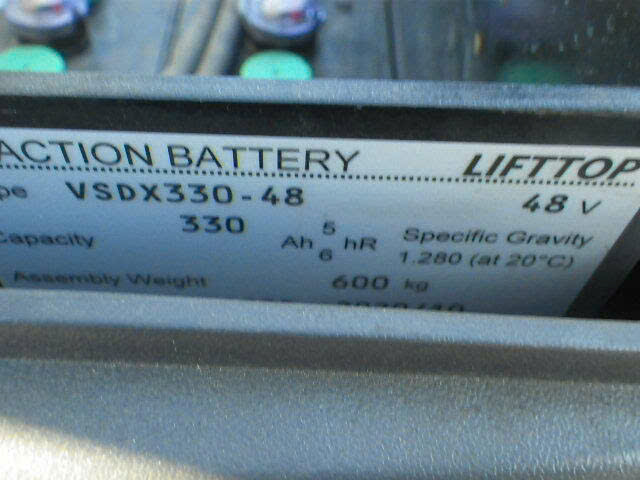 ACTION BATTERY LIFTTOP
pe VSDX330-48 48 V
Capacity 330 Ah 5 hR Specific Gravity
6 1.280 (at 20°C)
Assembly Weight 600 kg